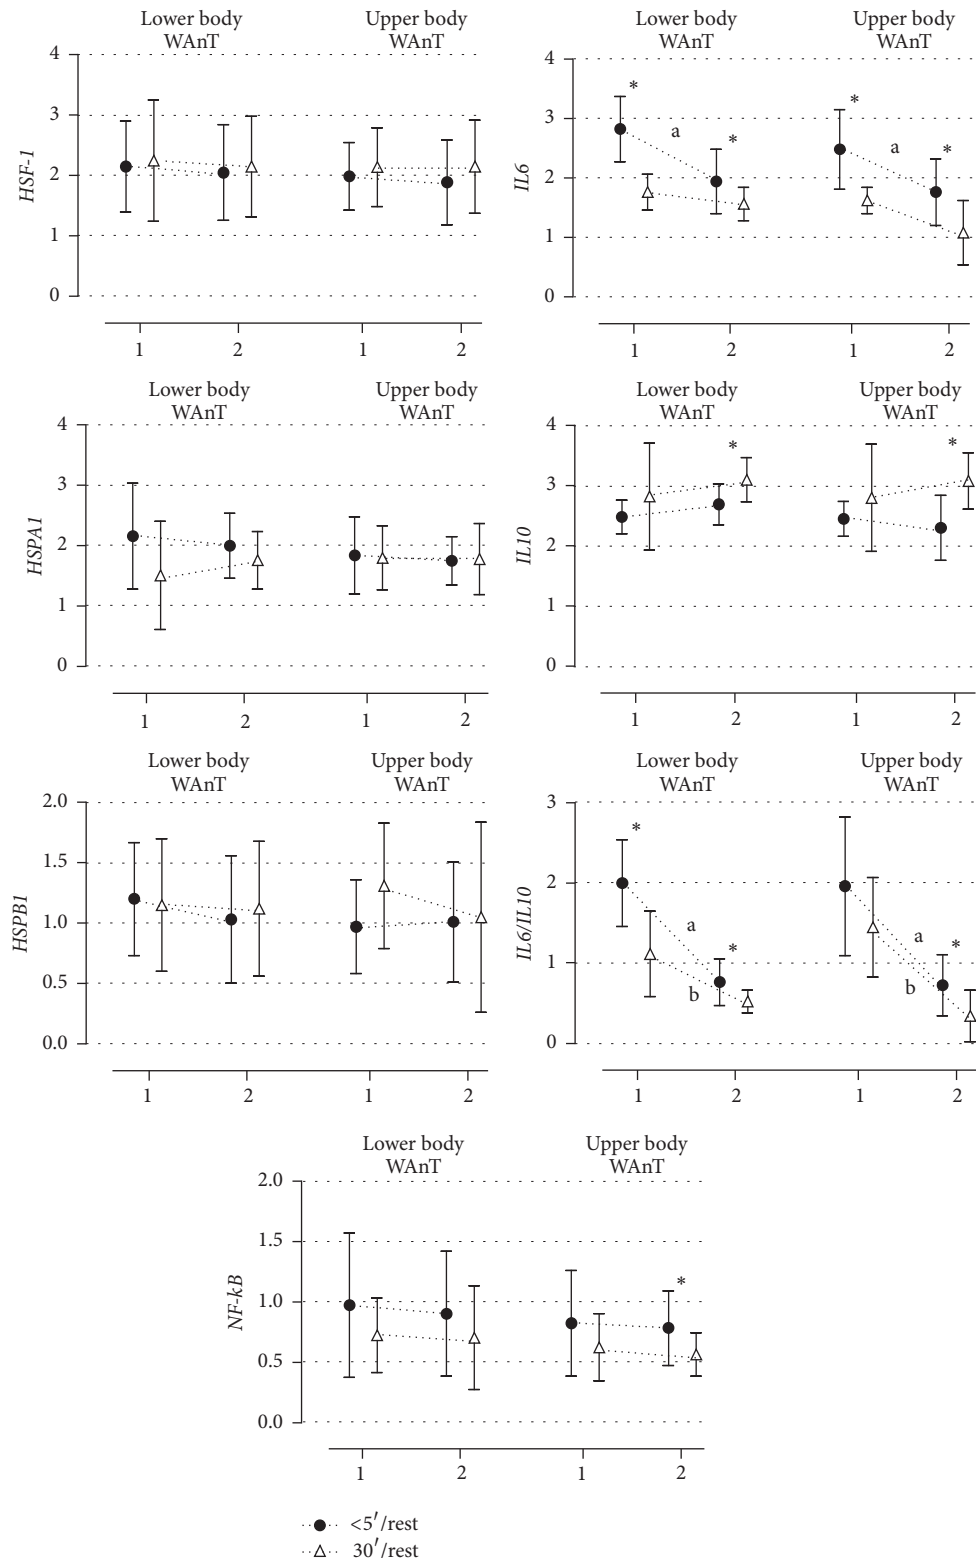 Lower body
WAnT
Upper body
WAnT
4
3
2
1
0
HSF-1
1
2
1
2
Lower body
WAnT
Upper body
WAnT
4
3
2
1
0
IL6
*
a
*
*
a
*
1
2
1
2
Lower body
WAnT
Upper body
WAnT
4
3
2
1
0
HSPA1
1
2
1
2
Lower body
WAnT
Upper body
WAnT
4
3
2
1
0
IL10
*
*
1
2
1
2
Lower body
WAnT
Upper body
WAnT
2.0
1.5
1.0
0.5
0.0
HSPB1
1
2
1
2
Lower body
WAnT
Upper body
WAnT
3
2
1
0
IL6/IL10
*
a
*
b
a
*
b
1
2
1
2
Lower body
WAnT
Upper body
WAnT
2.0
1.5
1.0
0.5
0.0
NF-kB
*
1
2
1
2
<5′/rest
30′/rest